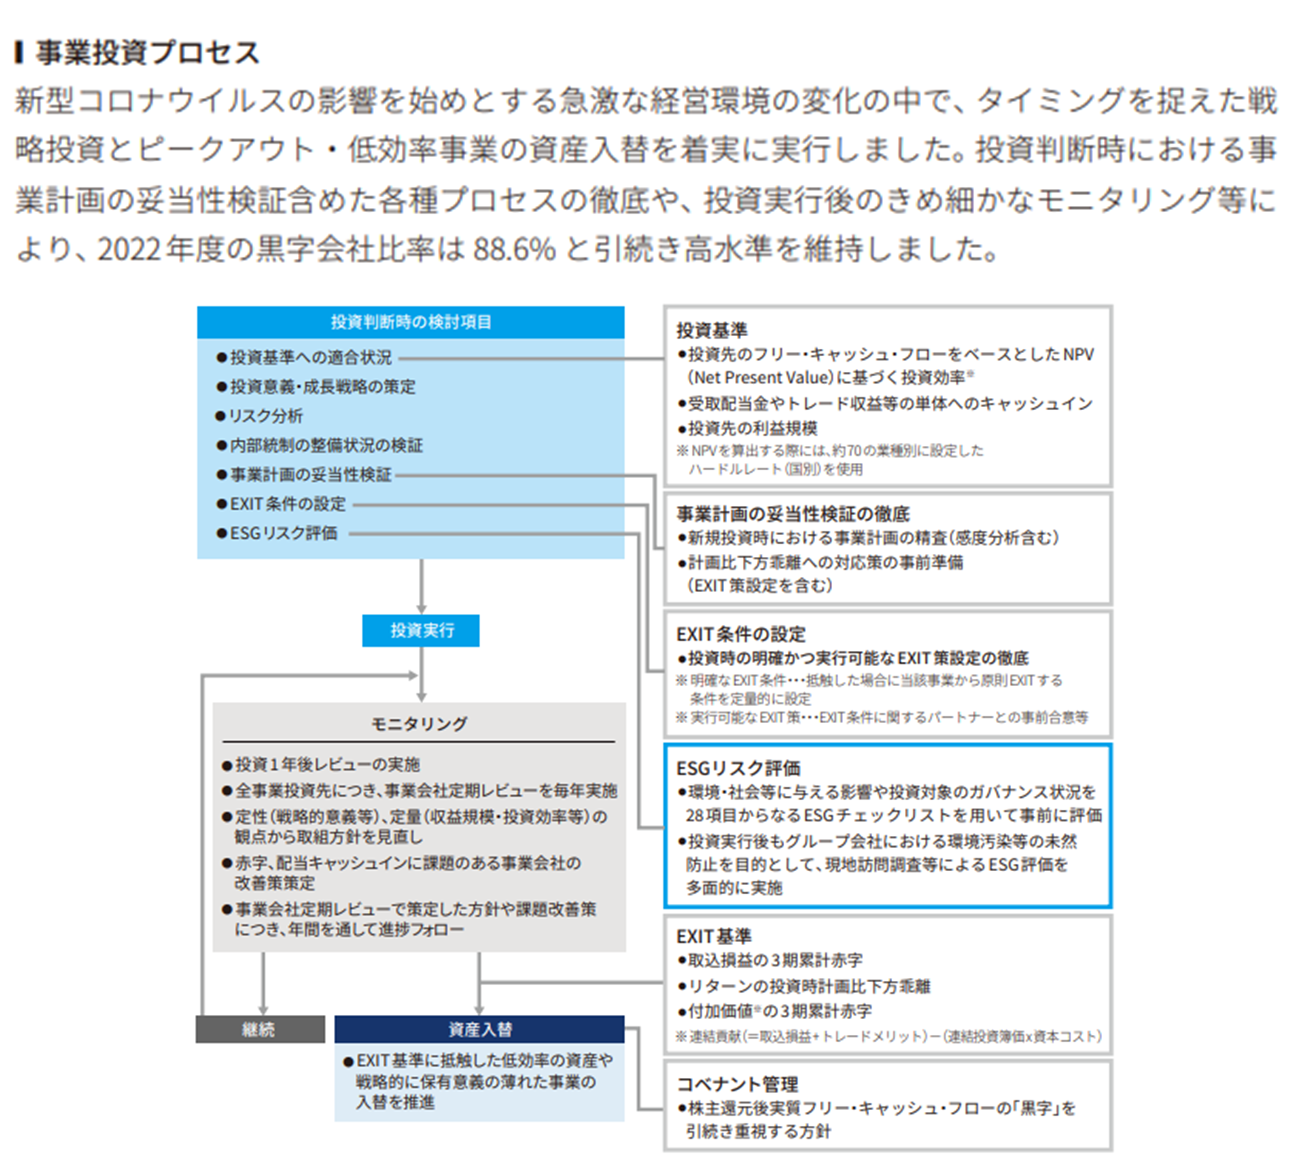 事業投資プロセス
新型コロナウイルスの影響を始めとする急激な経営環境の変化の中で、タイミングを捉えた戦
略投資とピークアウト・低効率事業の資産入替を着実に実行しました。投資判断時における事
業計画の妥当性検証含めた各種プロセスの徹底や、投資実行後のきめ細かなモニタリング等に
より、2022年度の黒字会社比率は 88.6% と引続き高水準を維持しました。
投資判断時の検討項目
●投資基準への適合状況
●投資意義・成長戦略の策定
●リスク分析
●内部統制の整備状況の検証
●事業計画の妥当性検証
●EXIT条件の設定
●ESGリスク評価
投資実行
モニタリング
●投資1年後レビューの実施
●全事業投資先につき、事業会社定期レビューを毎年実施
●定性(戦略的意義等)、定量(収益規模・投資効率等)の
観点から取組方針を見直し
●赤字、配当キャッシュインに課題のある事業会社の
改善策策定
●事業会社定期レビューで策定した方針や課題改善策
につき、年間を通して進捗フォロー
継続
資産入替
●EXIT基準に抵触した低効率の資産や
戦略的に保有意義の薄れた事業の
入替を推進
投資基準
●投資先のフリー・キャッシュ・フローをベースとしたNPV
(Net Present Value)に基づく投資効率※
●受取配当金やトレード収益等の単体へのキャッシュイン
●投資先の利益規模
※NPVを算出する際には、約70の業種別に設定した
ハードルレート(国別)を使用
事業計画の妥当性検証の徹底
●新規投資時における事業計画の精査(感度分析含む)
●計画比下方乖離への対応策の事前準備
(EXIT策設定を含む)
EXIT条件の設定
●投資時の明確かつ実行可能なEXIT策設定の徹底
※明確なEXIT条件・・・抵触した場合に当該事業から原則EXITする
条件を定量的に設定
※実行可能なEXIT策・・・EXIT条件に関するパートナーとの事前合意等
ESGリスク評価
●環境・社会等に与える影響や投資対象のガバナンス状況を
28項目からなるESGチェックリストを用いて事前に評価
●投資実行後もグループ会社における環境汚染等の未然
防止を目的として、現地訪問調査等によるESG評価を
多面的に実施
EXIT基準
●取込損益の3期累計赤字
●リターンの投資時計画比下方乖離
●付加価値※の3期累計赤字
※連結貢献(=取込損益+トレードメリット)-(連結投資簿価x資本コスト)
コベナント管理
●株主還元後実質フリー・キャッシュ・フローの「黒字」を
引続き重視する方針